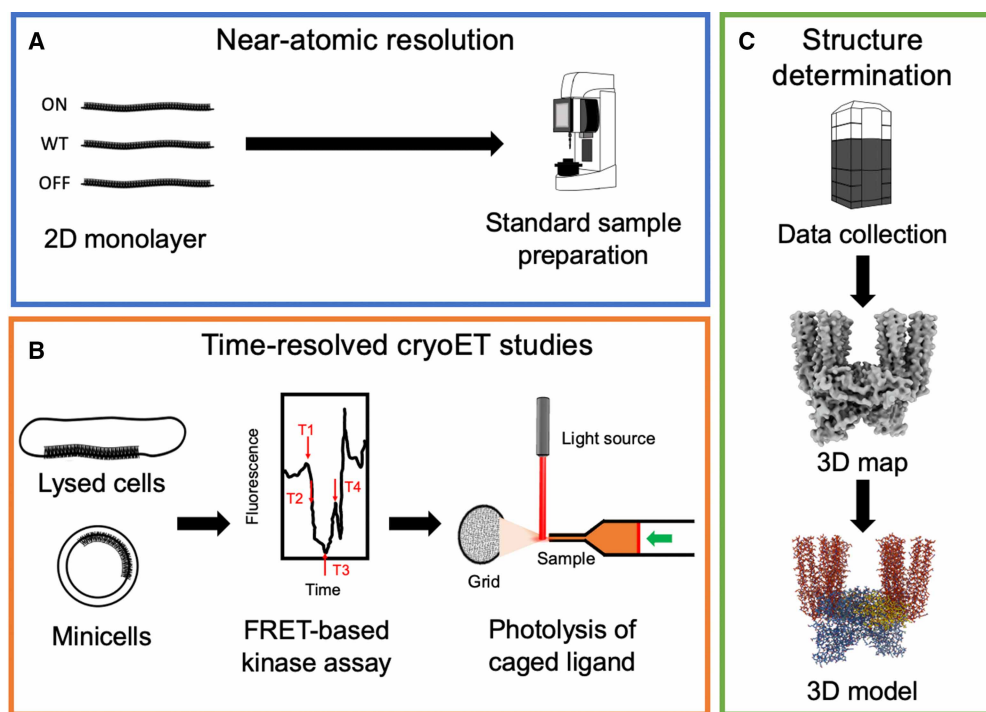 A
Near-atomic resolution
ON
WT
OFF
2D monolayer
Standard sample
preparation
B
Time-resolved cryoET studies
Lysed cells
Minicells
Fluorescence
T1
T2
T4
T3
Time
FRET-based
kinase assay
Light source
Sample
Grid
Photolysis of
caged ligand
C
Structure
determination
Data collection
3D map
3D model